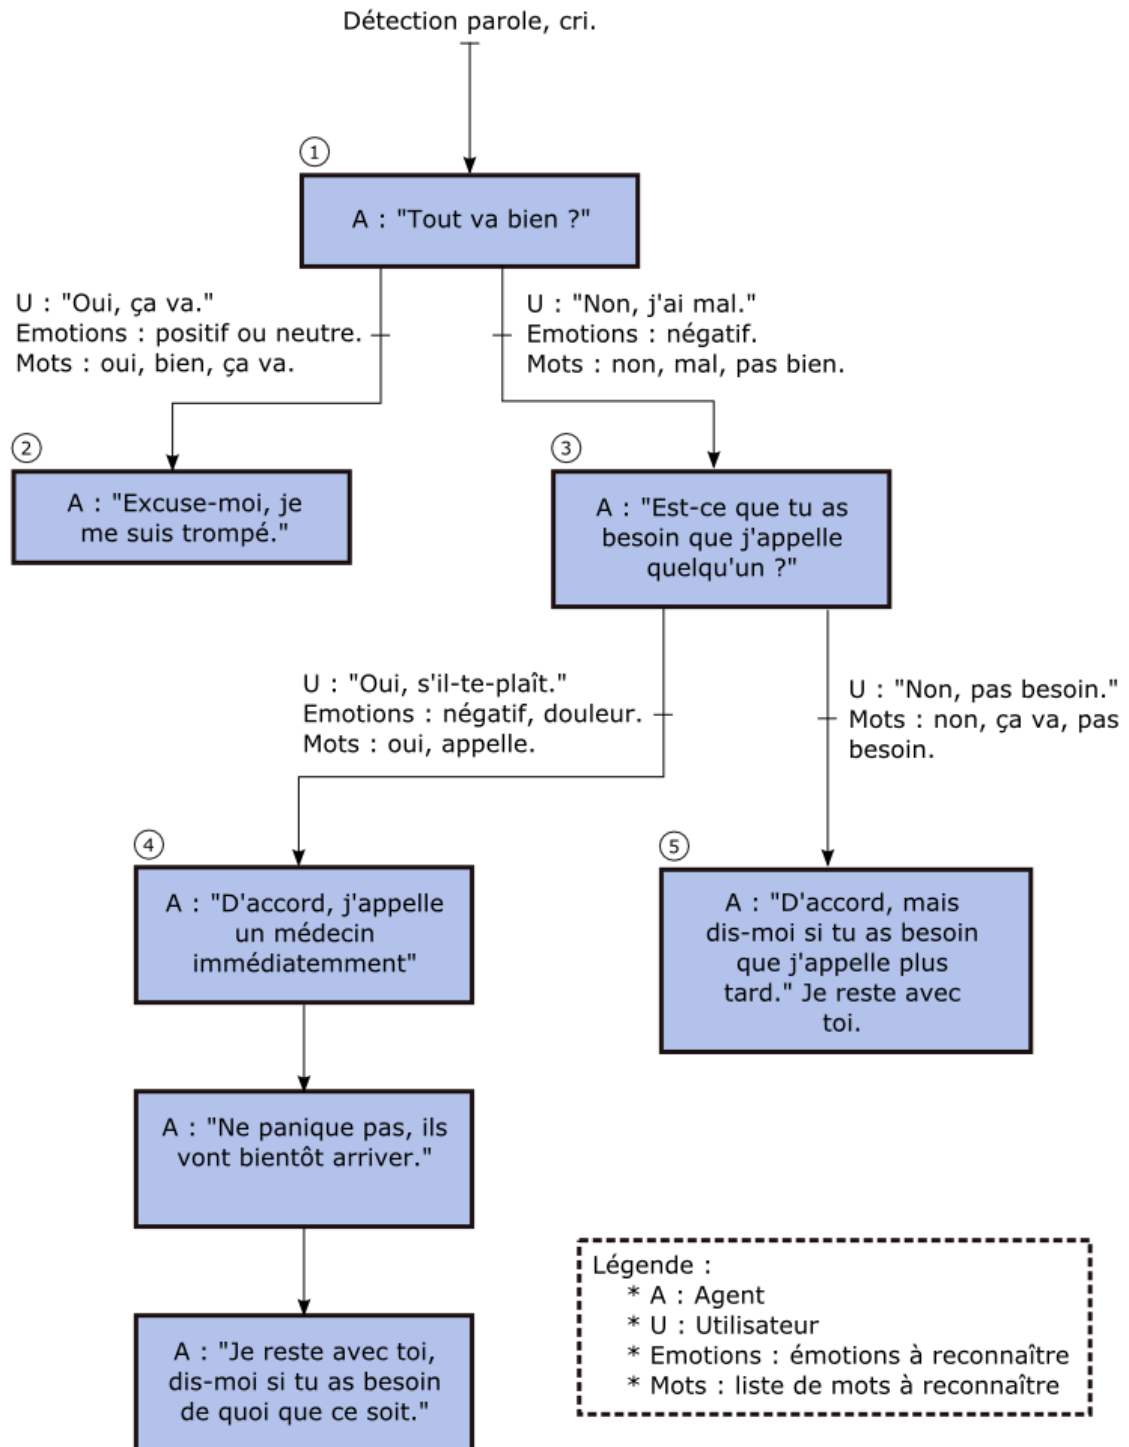 Détection parole, cri.
1
A : "Tout va bien ?"
U : "Oui, ça va."
Emotions : positif ou neutre.
Mots : oui, bien, ça va.
U : "Non, j'ai mal."
Emotions : négatif.
Mots : non, mal, pas bien.
2
A : "Excuse-moi, je
me suis trompé."
3
A : "Est-ce que tu as
besoin que j'appelle
quelqu'un ?"
U : "Oui, s'il-te-plaît."
Emotions : négatif, douleur.
Mots : oui, appelle.
U : "Non, pas besoin."
Mots : non, ça va, pas
besoin.
4
A : "D'accord, j'appelle
un médecin
immédiatemment"
5
A : "D'accord, mais
dis-moi si tu as besoin
que j'appelle plus
tard." Je reste avec
toi.
A : "Ne panique pas, ils
vont bientôt arriver."
A : "Je reste avec toi,
dis-moi si tu as besoin
de quoi que ce soit."
Légende :
* A : Agent
* U : Utilisateur
* Emotions : émotions à reconnaître
* Mots : liste de mots à reconnaître